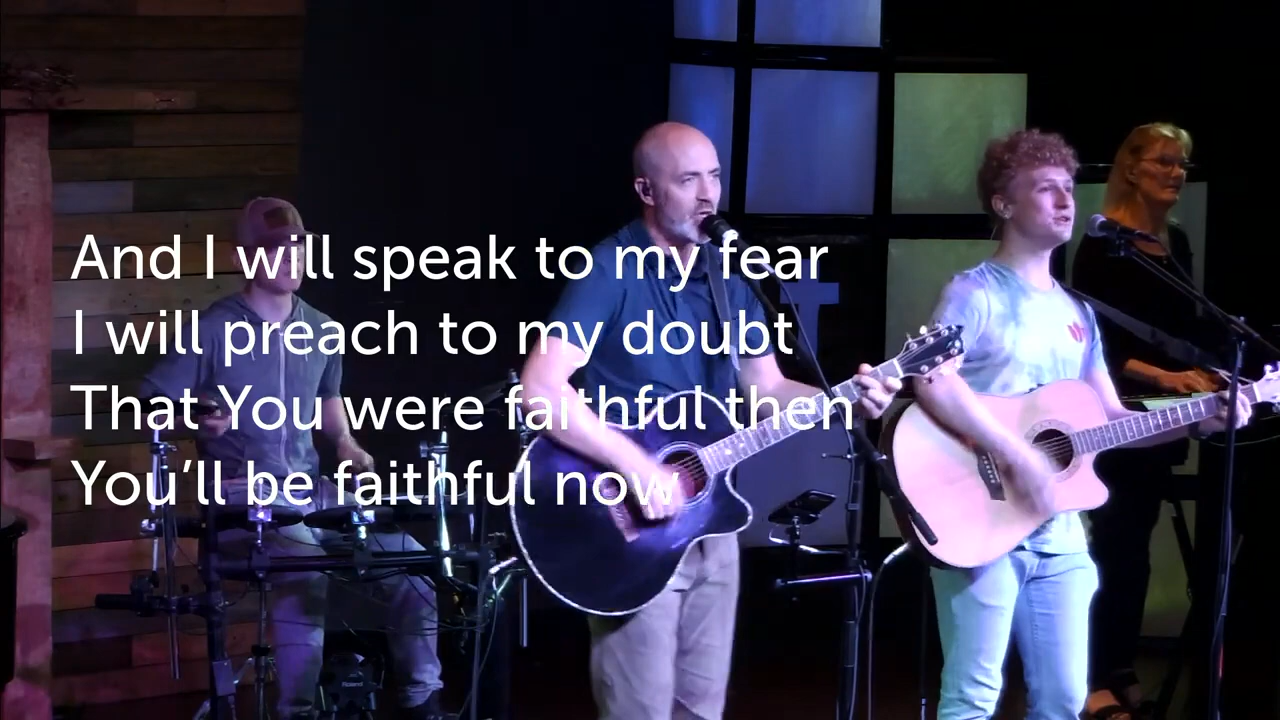 And I will speak to my fear
I will preach to my doubt
That You were faithful then
You’ll be faithful now
Roland